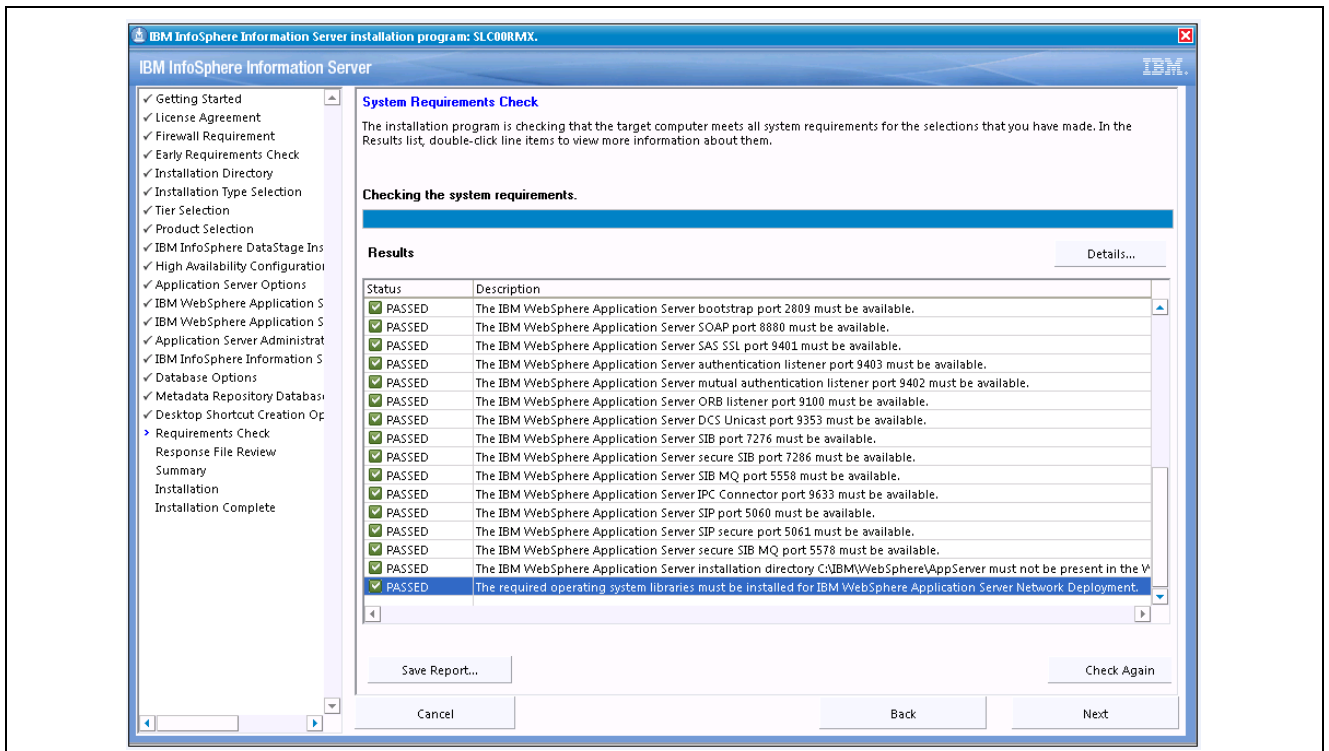 IBM InfoSphere Information Server installation program: SLC00RMX.
IBM InfoSphere Information Server
IBM.
Getting Started
License Agreement
Firewall Requirement
Early Requirements Check
Installation Directory
Installation Type Selection
Tier Selection
Product Selection
IBM InfoSphere DataStage Ins
High Availability Configuration
Application Server Options
IBM WebSphere Application S
IBM WebSphere Application S
Application Server Administrat
IBM InfoSphere Information S
Database Options
Metadata Repository Databas
Desktop Shortcut Creation Op
Requirements Check
Response File Review
Summary
Installation
Installation Complete
System Requirements Check
The installation program is checking that the target computer meets all system requirements for the selections that you have made. In the
Results list, double-click line items to view more information about them.
Checking the system requirements.
Results
Details...
Status Description
PASSED The IBM WebSphere Application Server bootstrap port 2809 must be available.
PASSED The IBM WebSphere Application Server SOAP port 8880 must be available.
PASSED The IBM WebSphere Application Server SAS SSL port 9401 must be available.
PASSED The IBM WebSphere Application Server authentication listener port 9403 must be available.
PASSED The IBM WebSphere Application Server mutual authentication listener port 9402 must be available.
PASSED The IBM WebSphere Application Server ORB listener port 9100 must be available.
PASSED The IBM WebSphere Application Server DCS Unicast port 9353 must be available.
PASSED The IBM WebSphere Application Server SIB port 7276 must be available.
PASSED The IBM WebSphere Application Server secure SIB port 7286 must be available.
PASSED The IBM WebSphere Application Server SIB MQ port 5558 must be available.
PASSED The IBM WebSphere Application Server IPC Connector port 9633 must be available.
PASSED The IBM WebSphere Application Server SIP port 5060 must be available.
PASSED The IBM WebSphere Application Server SIP secure port 5061 must be available.
PASSED The IBM WebSphere Application Server secure SIB MQ port 5578 must be available.
PASSED The IBM WebSphere Application Server installation directory C:\IBM\WebSphere\AppServer must not be present in the
PASSED The required operating system libraries must be installed for IBM WebSphere Application Server Network Deployment.
Save Report...
Check Again
Cancel
Back
Next